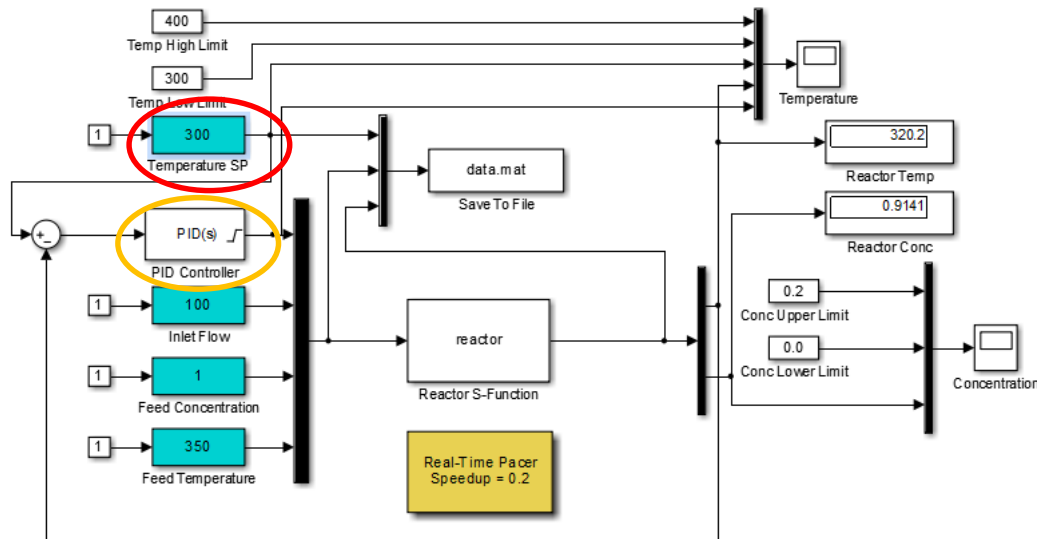 400
Temp High Limit
300
Temp Low Limit
1
300
Temperature SP
Temperature
data.mat
Save To File
320.2
Reactor Temp
0.9141
Reactor Conc
+
−
PID(s)
PID Controller
1
100
Inlet Flow
1
1
Feed Concentration
1
350
Feed Temperature
reactor
Reactor S-Function
0.2
Conc Upper Limit
0.0
Conc Lower Limit
Concentration
Real-Time Pacer
Speedup = 0.2